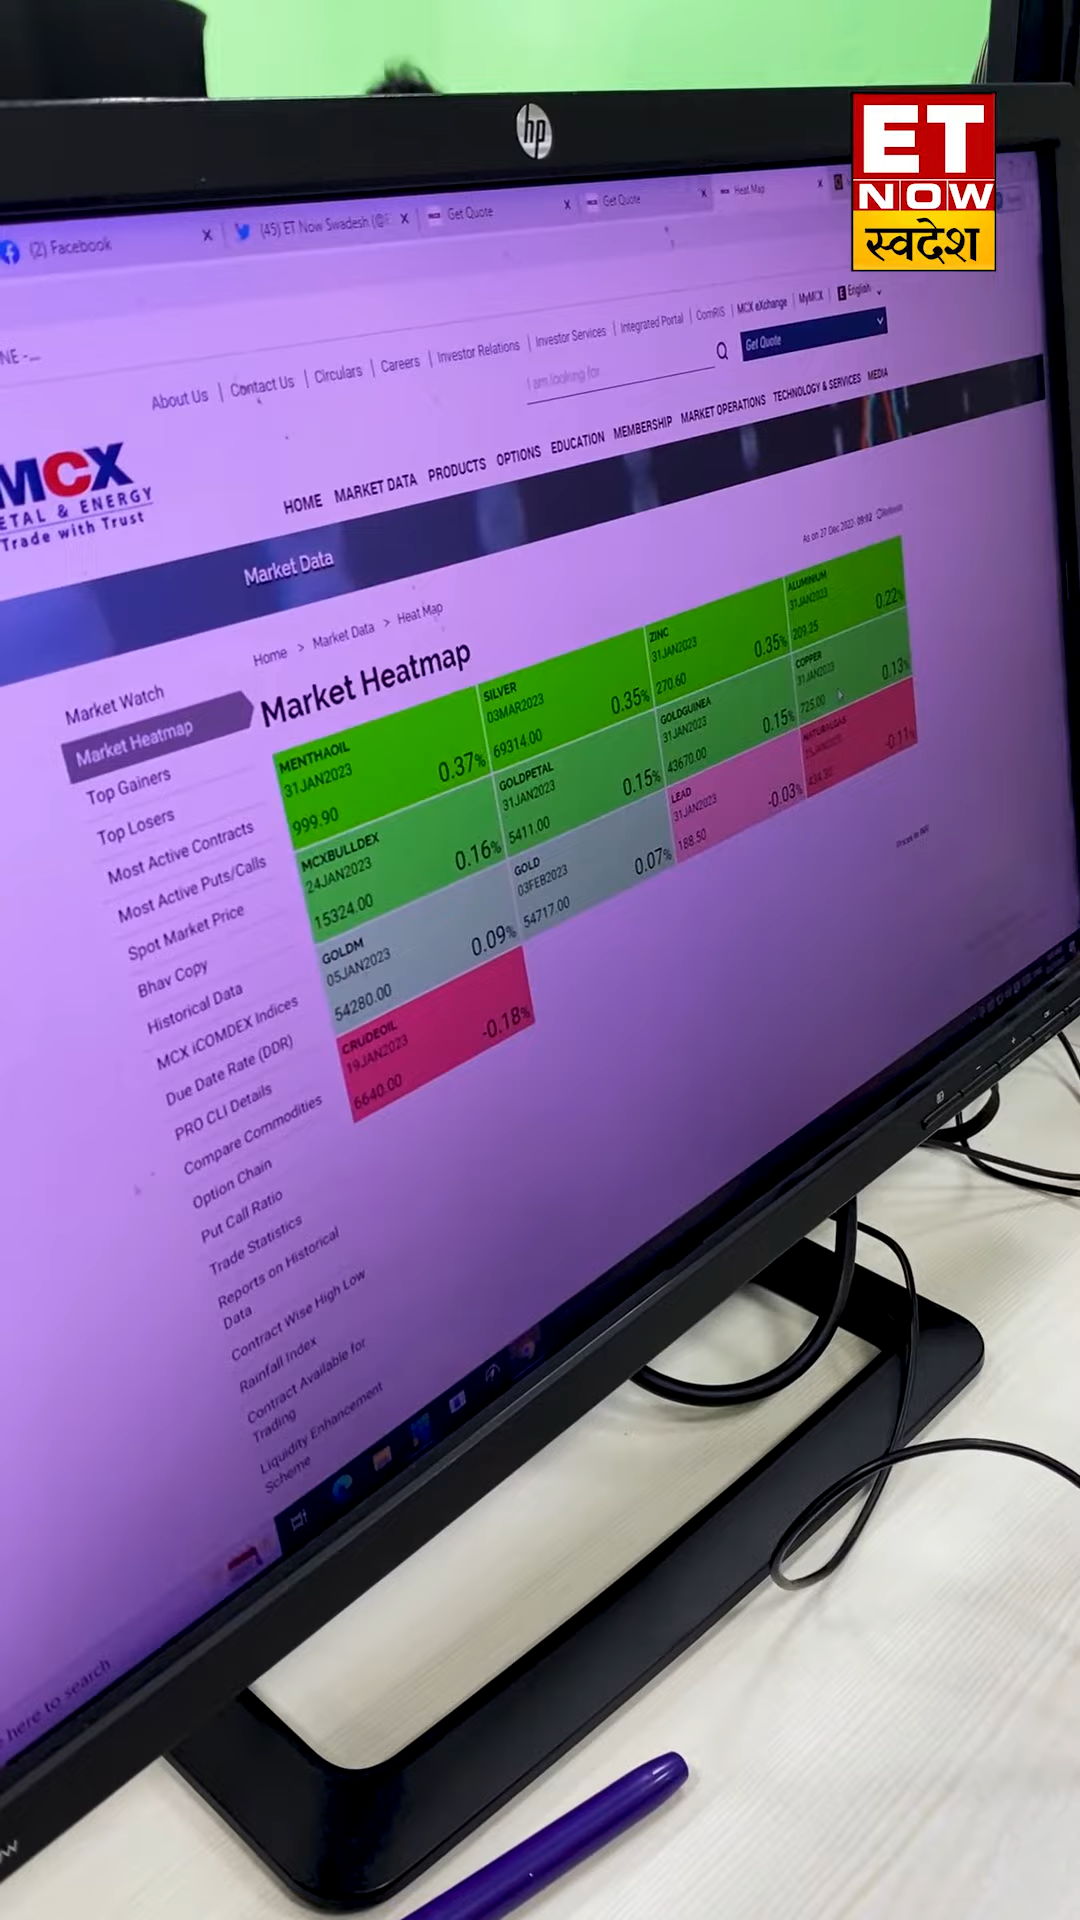 hp
ET
NOW
स्वदेश
(2) Facebook
(45) ET Now Swadesh (@E
Get Quote
Get Quote
Heat Map
NE -...
About Us | Contact Us | Circulars | Careers | Investor Relations | Investor Services | Integrated Portal | ComRIS | MCX eXchange | MyMCX | English
I am looking for
Get Quote
MCX
ETAL & ENERGY
Trade with Trust
HOME MARKET DATA PRODUCTS OPTIONS EDUCATION MEMBERSHIP MARKET OPERATIONS TECHNOLOGY & SERVICES MEDIA
Market Data
Home > Market Data > Heat Map
As on 27 Dec 2022
Market Heatmap
Market Watch
Market Heatmap
Top Gainers
Top Losers
Most Active Contracts
Most Active Puts/Calls
Spot Market Price
Bhav Copy
Historical Data
MCX iCOMDEX Indices
Due Date Rate (DDR)
PRO CLI Details
Compare Commodities
Option Chain
Put Call Ratio
Trade Statistics
Reports on Historical
Data
Contract Wise High Low
Rainfall Index
Contract Available for
Trading
Liquidity Enhancement
Scheme
MENTHAOIL
31JAN2023
0.37%
999.90
SILVER
03MAR2023
0.35%
69314.00
ZINC
31JAN2023
0.35%
270.60
ALUMINIUM
31JAN2023
0.22%
209.25
MCXBULLDEX
24JAN2023
0.16%
15324.00
GOLDPETAL
31JAN2023
0.15%
5411.00
GOLDGUINEA
31JAN2023
0.15%
43670.00
COPPER
31JAN2023
0.13%
725.00
GOLDM
05JAN2023
0.09%
54280.00
GOLD
03FEB2023
0.07%
54717.00
LEAD
31JAN2023
-0.03%
188.50
NATURALGAS
-0.11%
CRUDEOIL
19JAN2023
-0.18%
6640.00
here to search